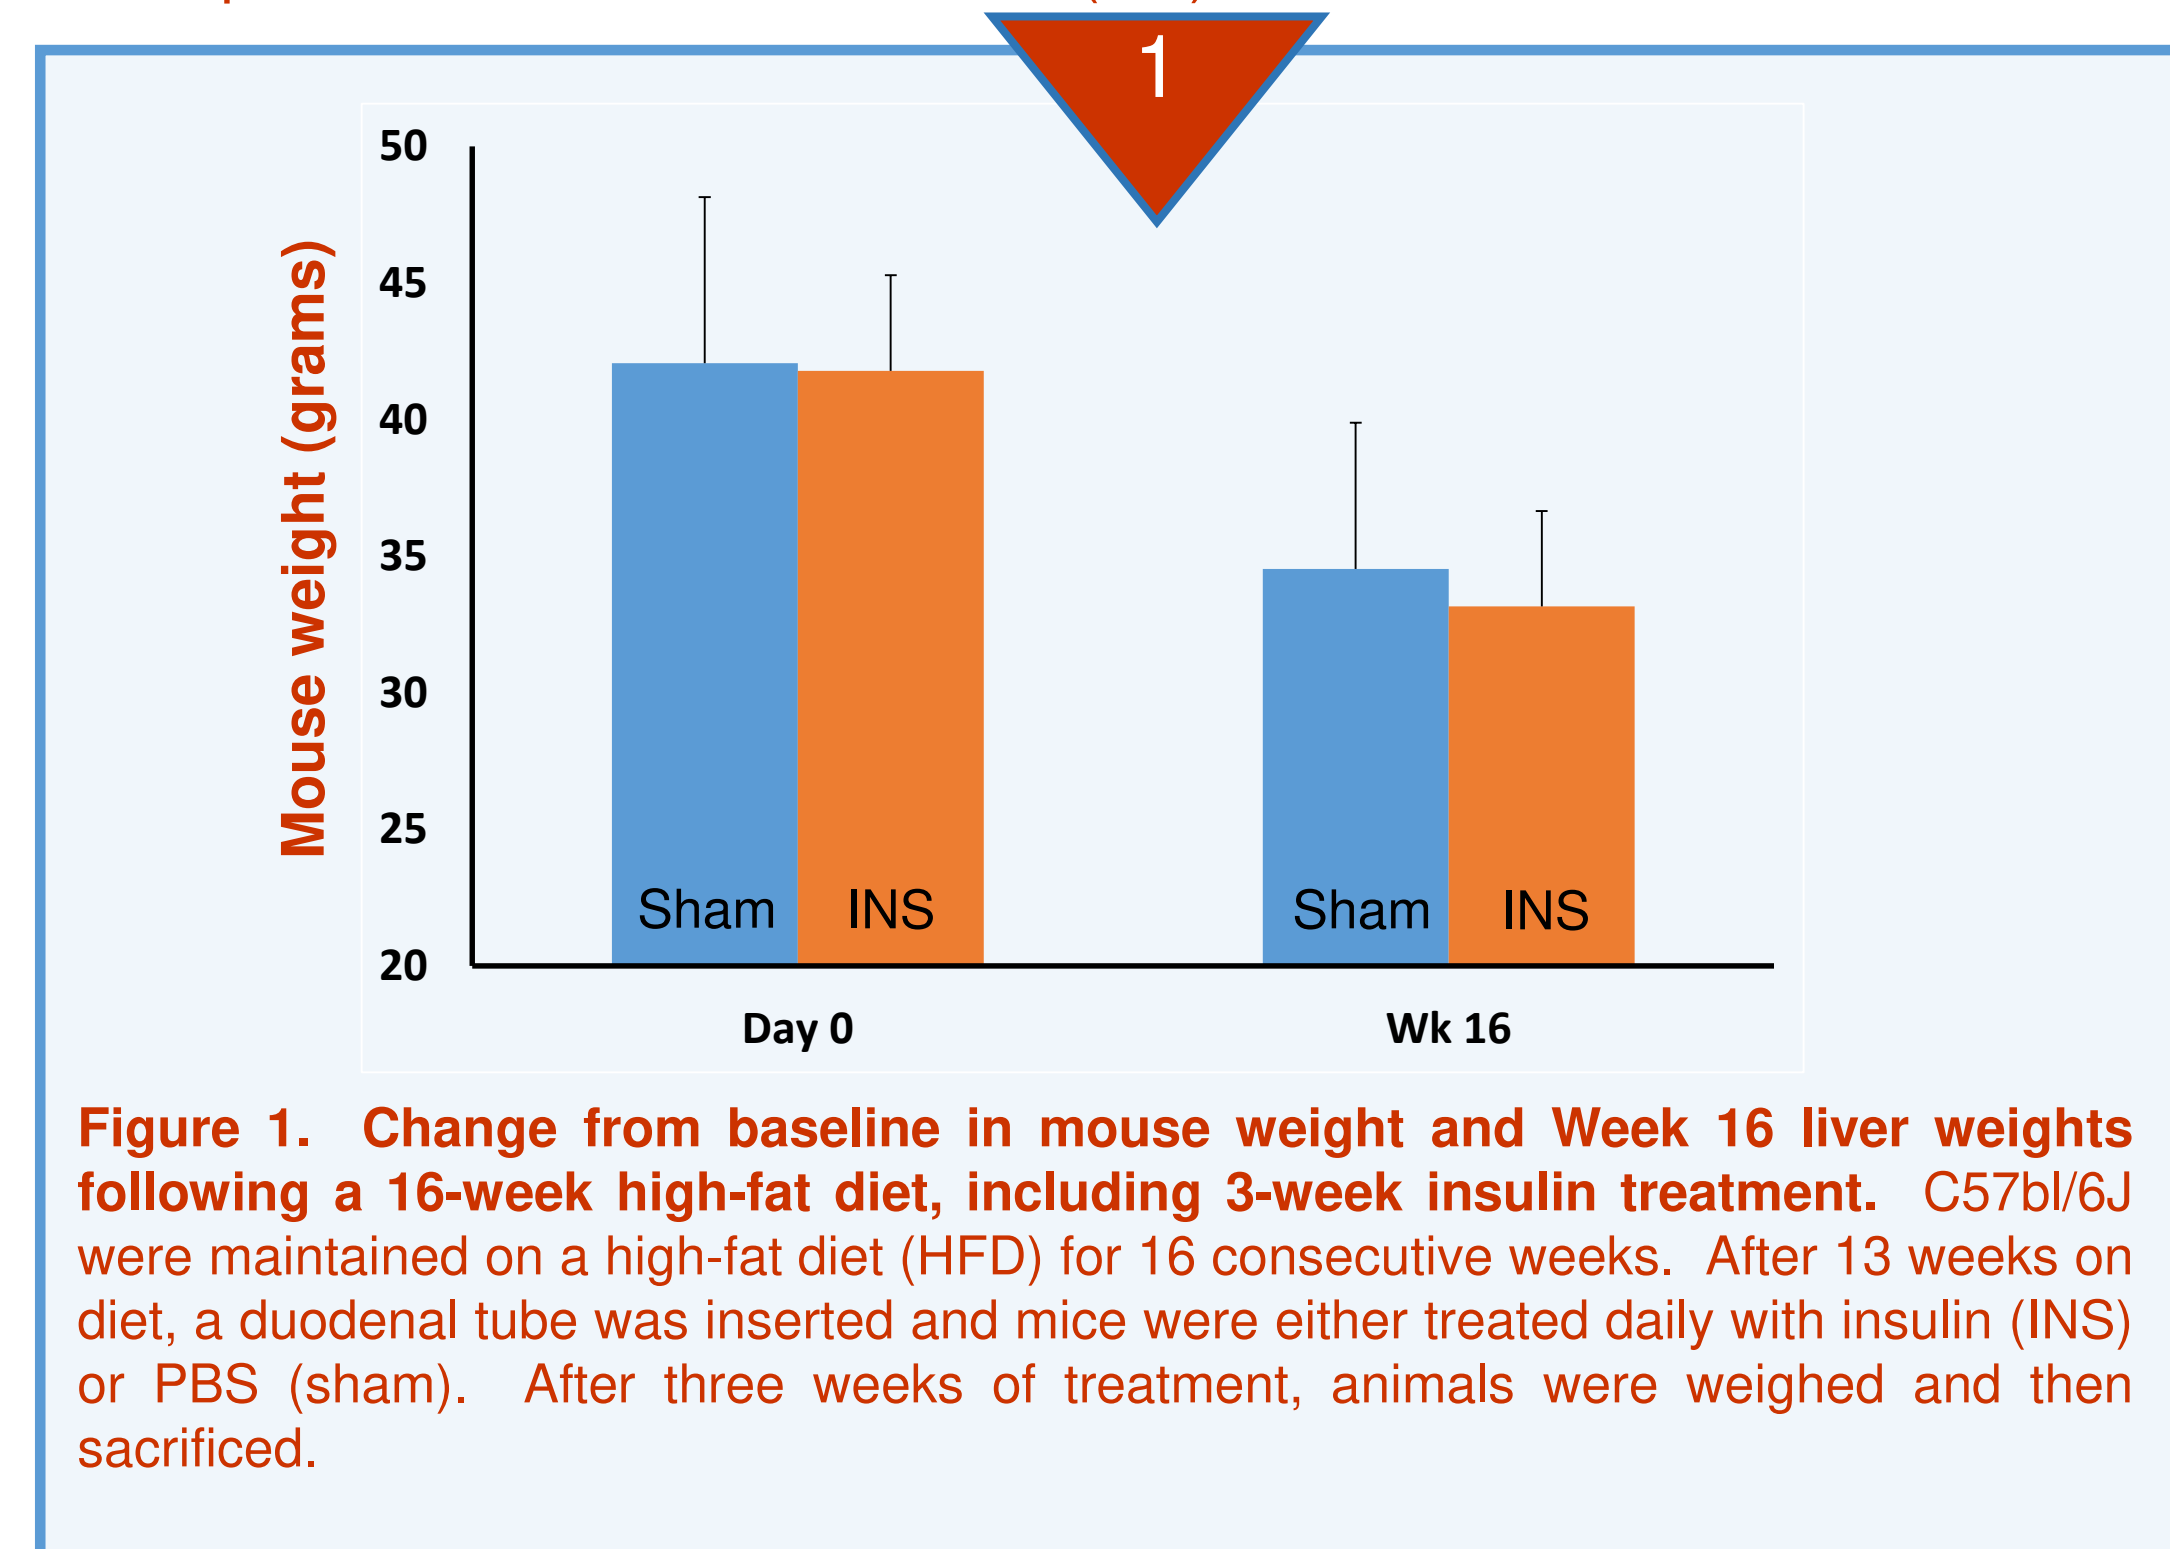 1
50
45
40
35
30
25
20
Mouse weight (grams)
Sham INS Sham INS
Day 0 Wk 16
Figure 1. Change from baseline in mouse weight and Week 16 liver weights
following a 16-week high-fat diet, including 3-week insulin treatment. C57bl/6J
were maintained on a high-fat diet (HFD) for 16 consecutive weeks. After 13 weeks on
diet, a duodenal tube was inserted and mice were either treated daily with insulin (INS)
or PBS (sham). After three weeks of treatment, animals were weighed and then
sacrificed.